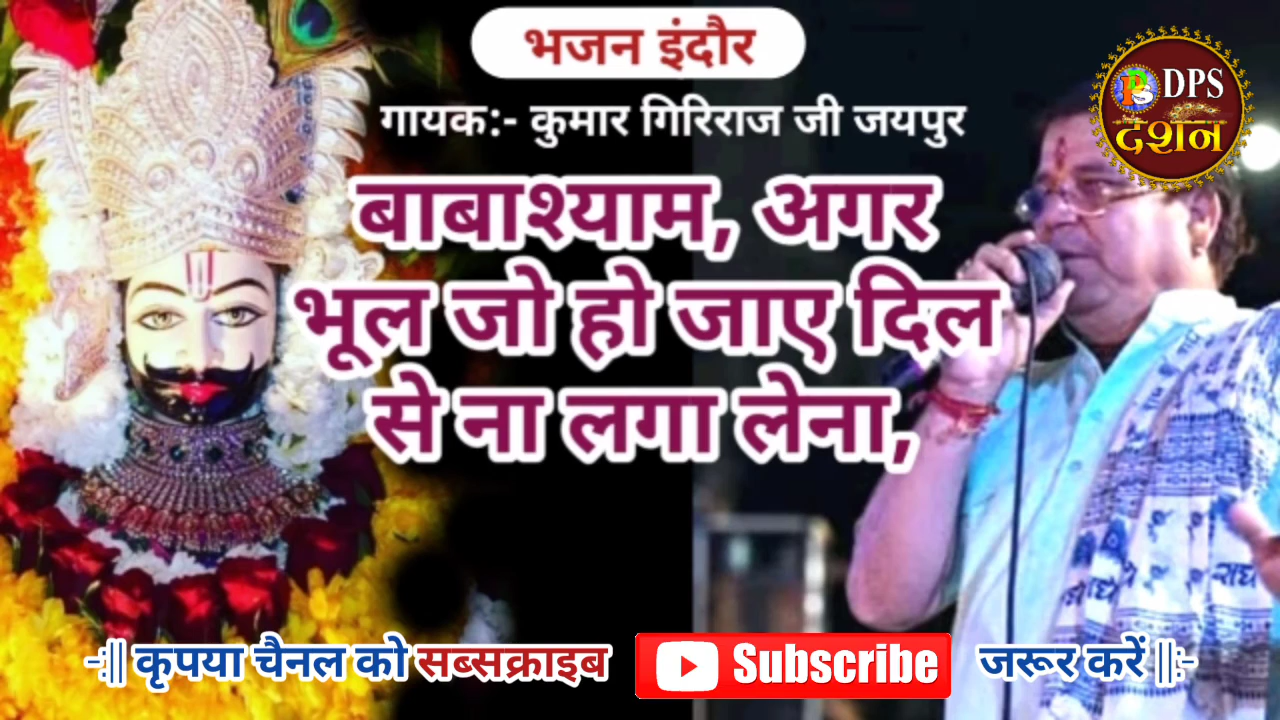 भजन इंदौर
DPS
दर्शन
गायक:- कुमार गिरिराज जी जयपुर
बाबाश्याम, अगर
भूल जो हो जाए दिल
से ना लगा लेना,
-:|| कृपया चैनल को सब्सक्राइब Subscribe जरूर करें ||:-